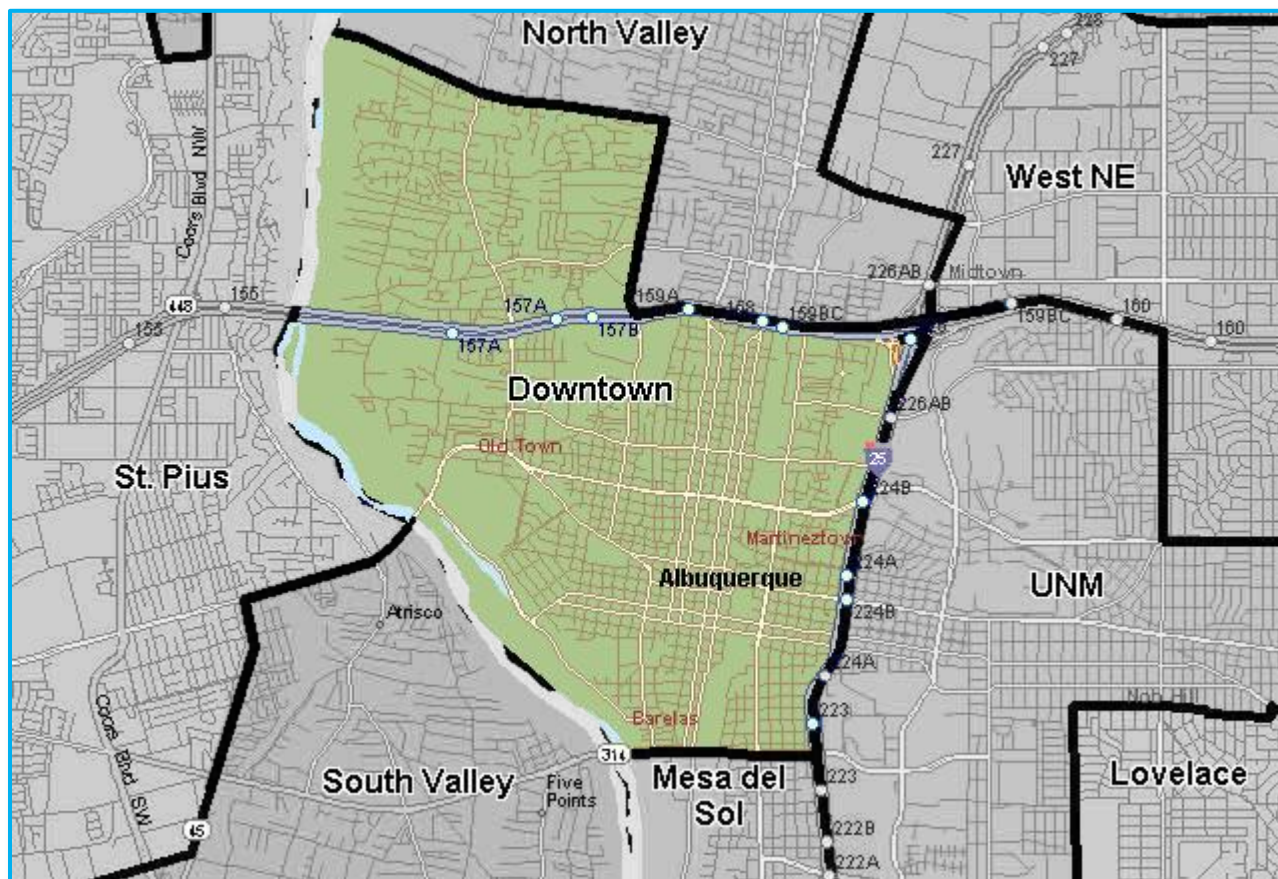 North Valley
228
227
227
West NE
Coors Blvd NW
226AB
Midtown
448
155
155
157A
157B
157A
159A
158
159BC
159BC
160
160
Downtown
226AB
Old Town
25
St. Pius
224B
Martineztown
224A
Albuquerque
UNM
224B
Atrisco
224A
Nob Hill
Barelas
223
314
Coors Blvd SW
South Valley
Five
Points
Mesa del
Sol
223
Lovelace
45
222B
222A